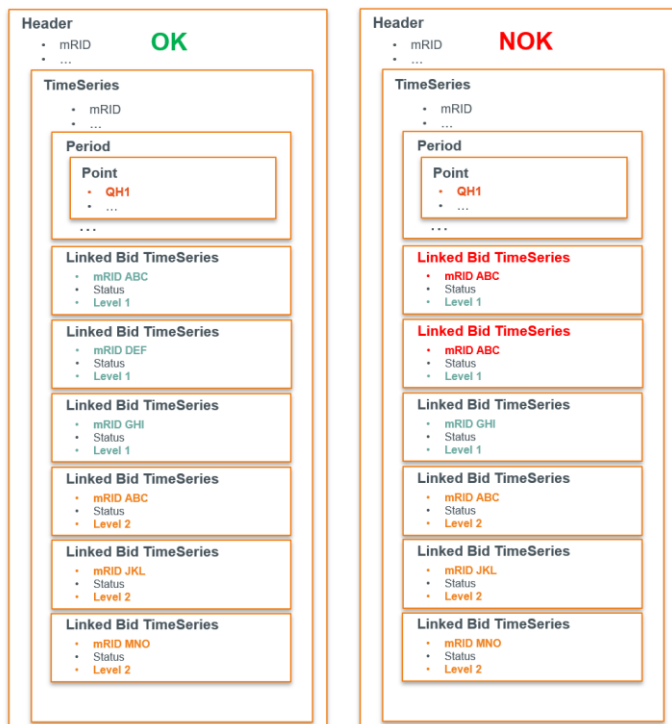 Header
OK
mRID
...
TimeSeries
mRID
...
Period
Point
QH1
...
...
Linked Bid TimeSeries
mRID ABC
Status
Level 1
Linked Bid TimeSeries
mRID DEF
Status
Level 1
Linked Bid TimeSeries
mRID GHI
Status
Level 1
Linked Bid TimeSeries
mRID ABC
Status
Level 2
Linked Bid TimeSeries
mRID JKL
Status
Level 2
Linked Bid TimeSeries
mRID MNO
Status
Level 2
Header
NOK
mRID
...
TimeSeries
mRID
...
Period
Point
QH1
...
...
Linked Bid TimeSeries
mRID ABC
Status
Level 1
Linked Bid TimeSeries
mRID ABC
Status
Level 1
Linked Bid TimeSeries
mRID GHI
Status
Level 1
Linked Bid TimeSeries
mRID ABC
Status
Level 2
Linked Bid TimeSeries
mRID JKL
Status
Level 2
Linked Bid TimeSeries
mRID MNO
Status
Level 2